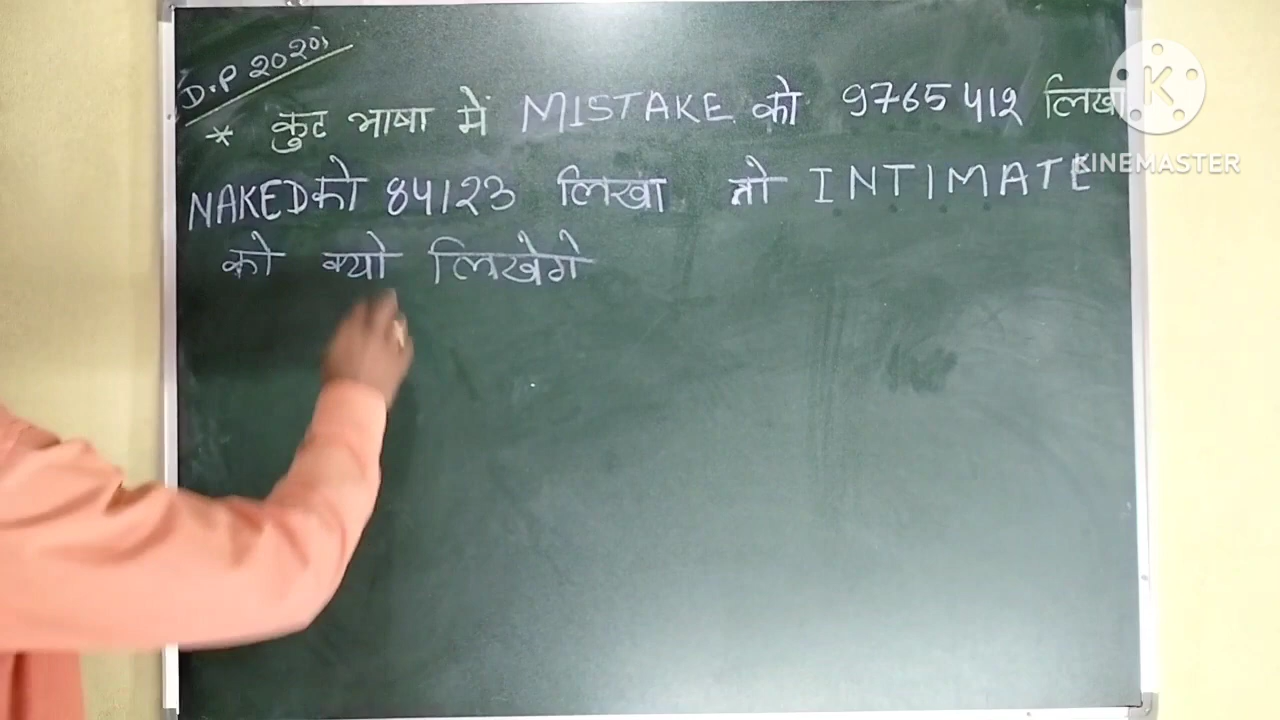 D.P 2020
* कुट भाषा में MISTAKE को 9765412 लिखा
NAKED को 84123 लिखा तो INTIMATE
को क्यो लिखेगे
K
KINEMASTER